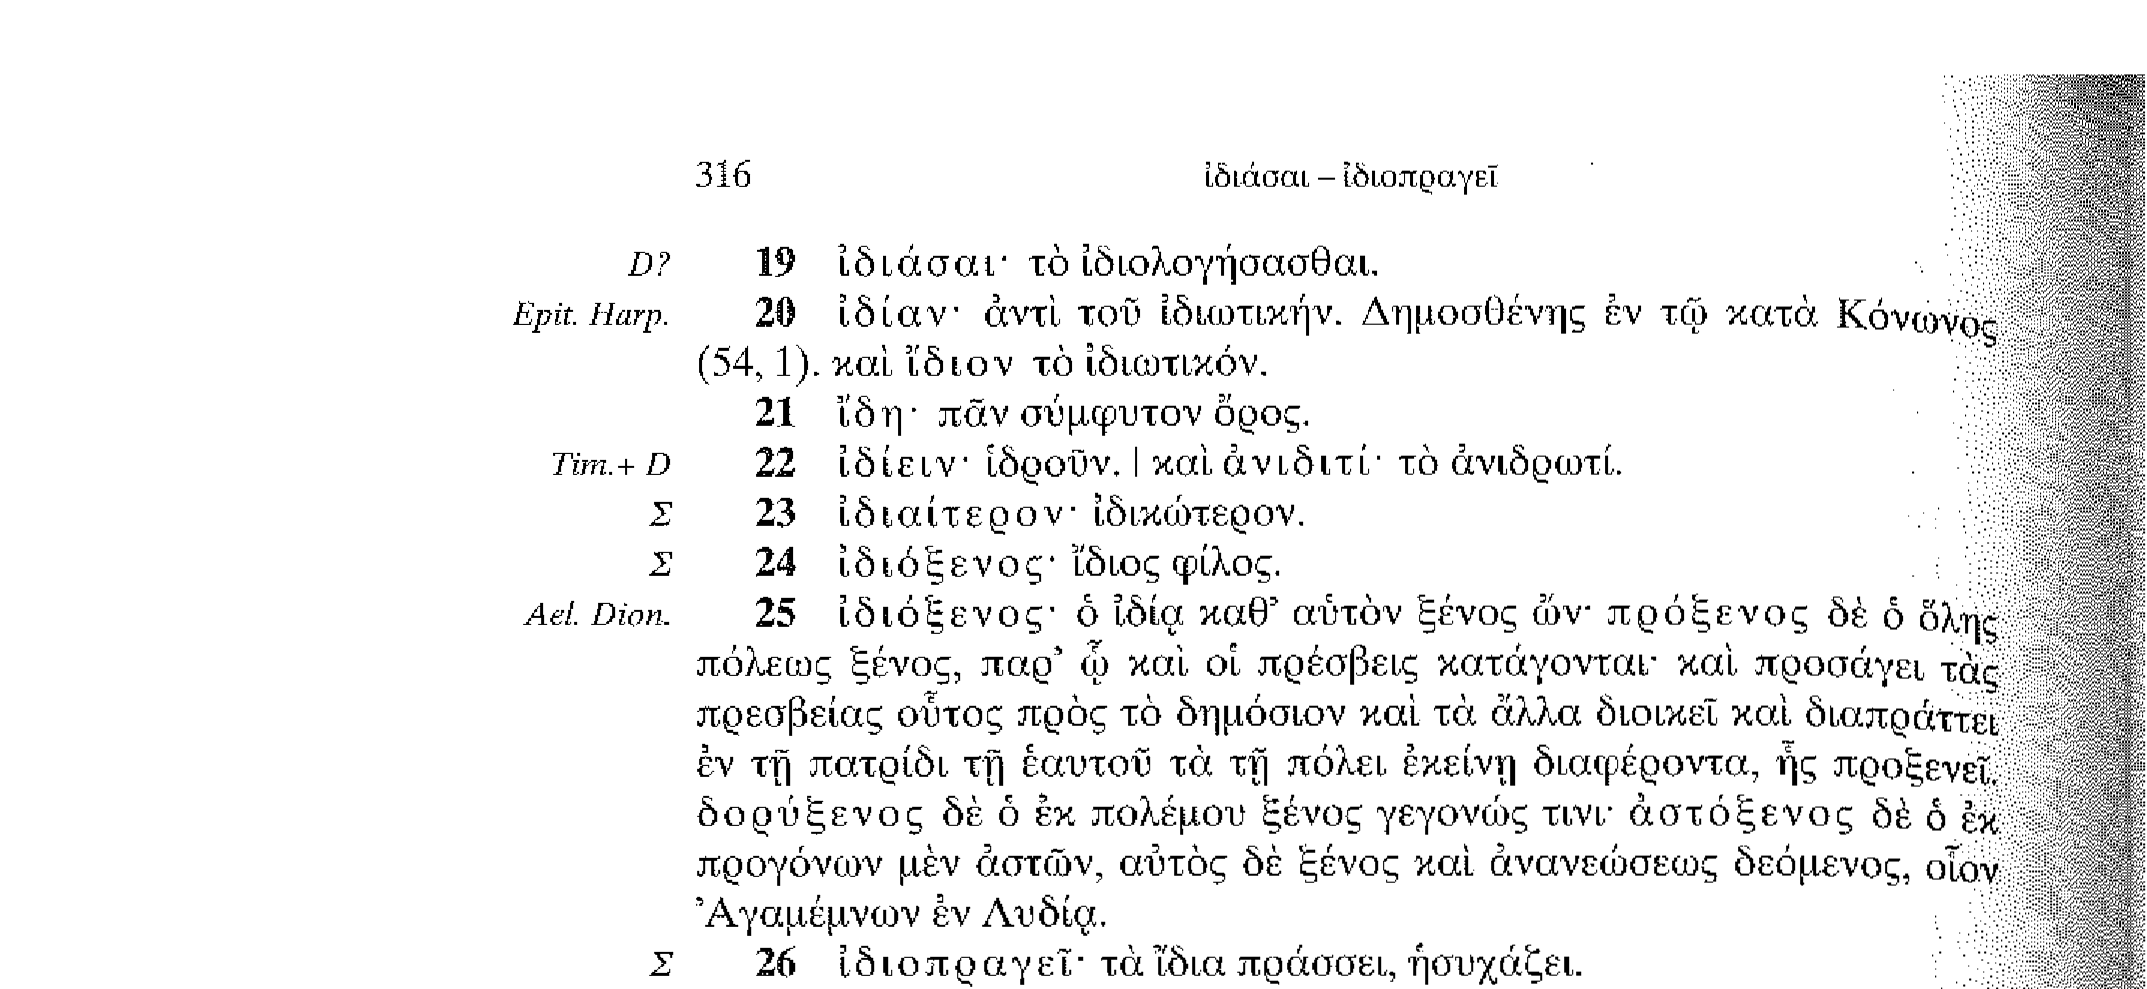 316 ἰδιάσαι – ἰδιοπραγεῖ
D? 19 ἰδιάσαι· τὸ ἰδιολογήσασθαι.
Epit. Harp. 20 ἰδίαν· ἀντὶ τοῦ ἰδιωτικήν. Δημοσθένης ἐν τῷ κατὰ Κόνωνος
(54, 1). καὶ ἴδιον τὸ ἰδιωτικόν.
21 ἴδη· πᾶν σύμφυτον ὄρος.
Tim.+ D 22 ἰδίειν· ἱδροῦν. | καὶ ἀνιδιτί· τὸ ἀνιδρωτί.
Σ 23 ἰδιαίτερον· ἰδικώτερον.
Σ 24 ἰδιόξενος· ἴδιος φίλος.
Ael. Dion. 25 ἰδιόξενος· ὁ ἰδίᾳ καθ’ αὑτὸν ξένος ὤν· πρόξενος δὲ ὁ ὅλης
πόλεως ξένος, παρ’ ᾧ καὶ οἱ πρέσβεις κατάγονται· καὶ προσάγει τὰς
πρεσβείας οὗτος πρὸς τὸ δημόσιον καὶ τὰ ἄλλα διοικεῖ καὶ διαπράττει
ἐν τῇ πατρίδι τῇ ἑαυτοῦ τὰ τῇ πόλει ἐκείνῃ διαφέροντα, ἧς προξενεῖ.
δορύξενος δὲ ὁ ἐκ πολέμου ξένος γεγονώς τινι· ἀστόξενος δὲ ὁ ἐκ
προγόνων μὲν ἀστῶν, αὐτὸς δὲ ξένος καὶ ἀνανεώσεως δεόμενος, οἷον
Ἀγαμέμνων ἐν Λυδίᾳ.
Σ 26 ἰδιοπραγεῖ· τὰ ἴδια πράσσει, ἡσυχάζει.